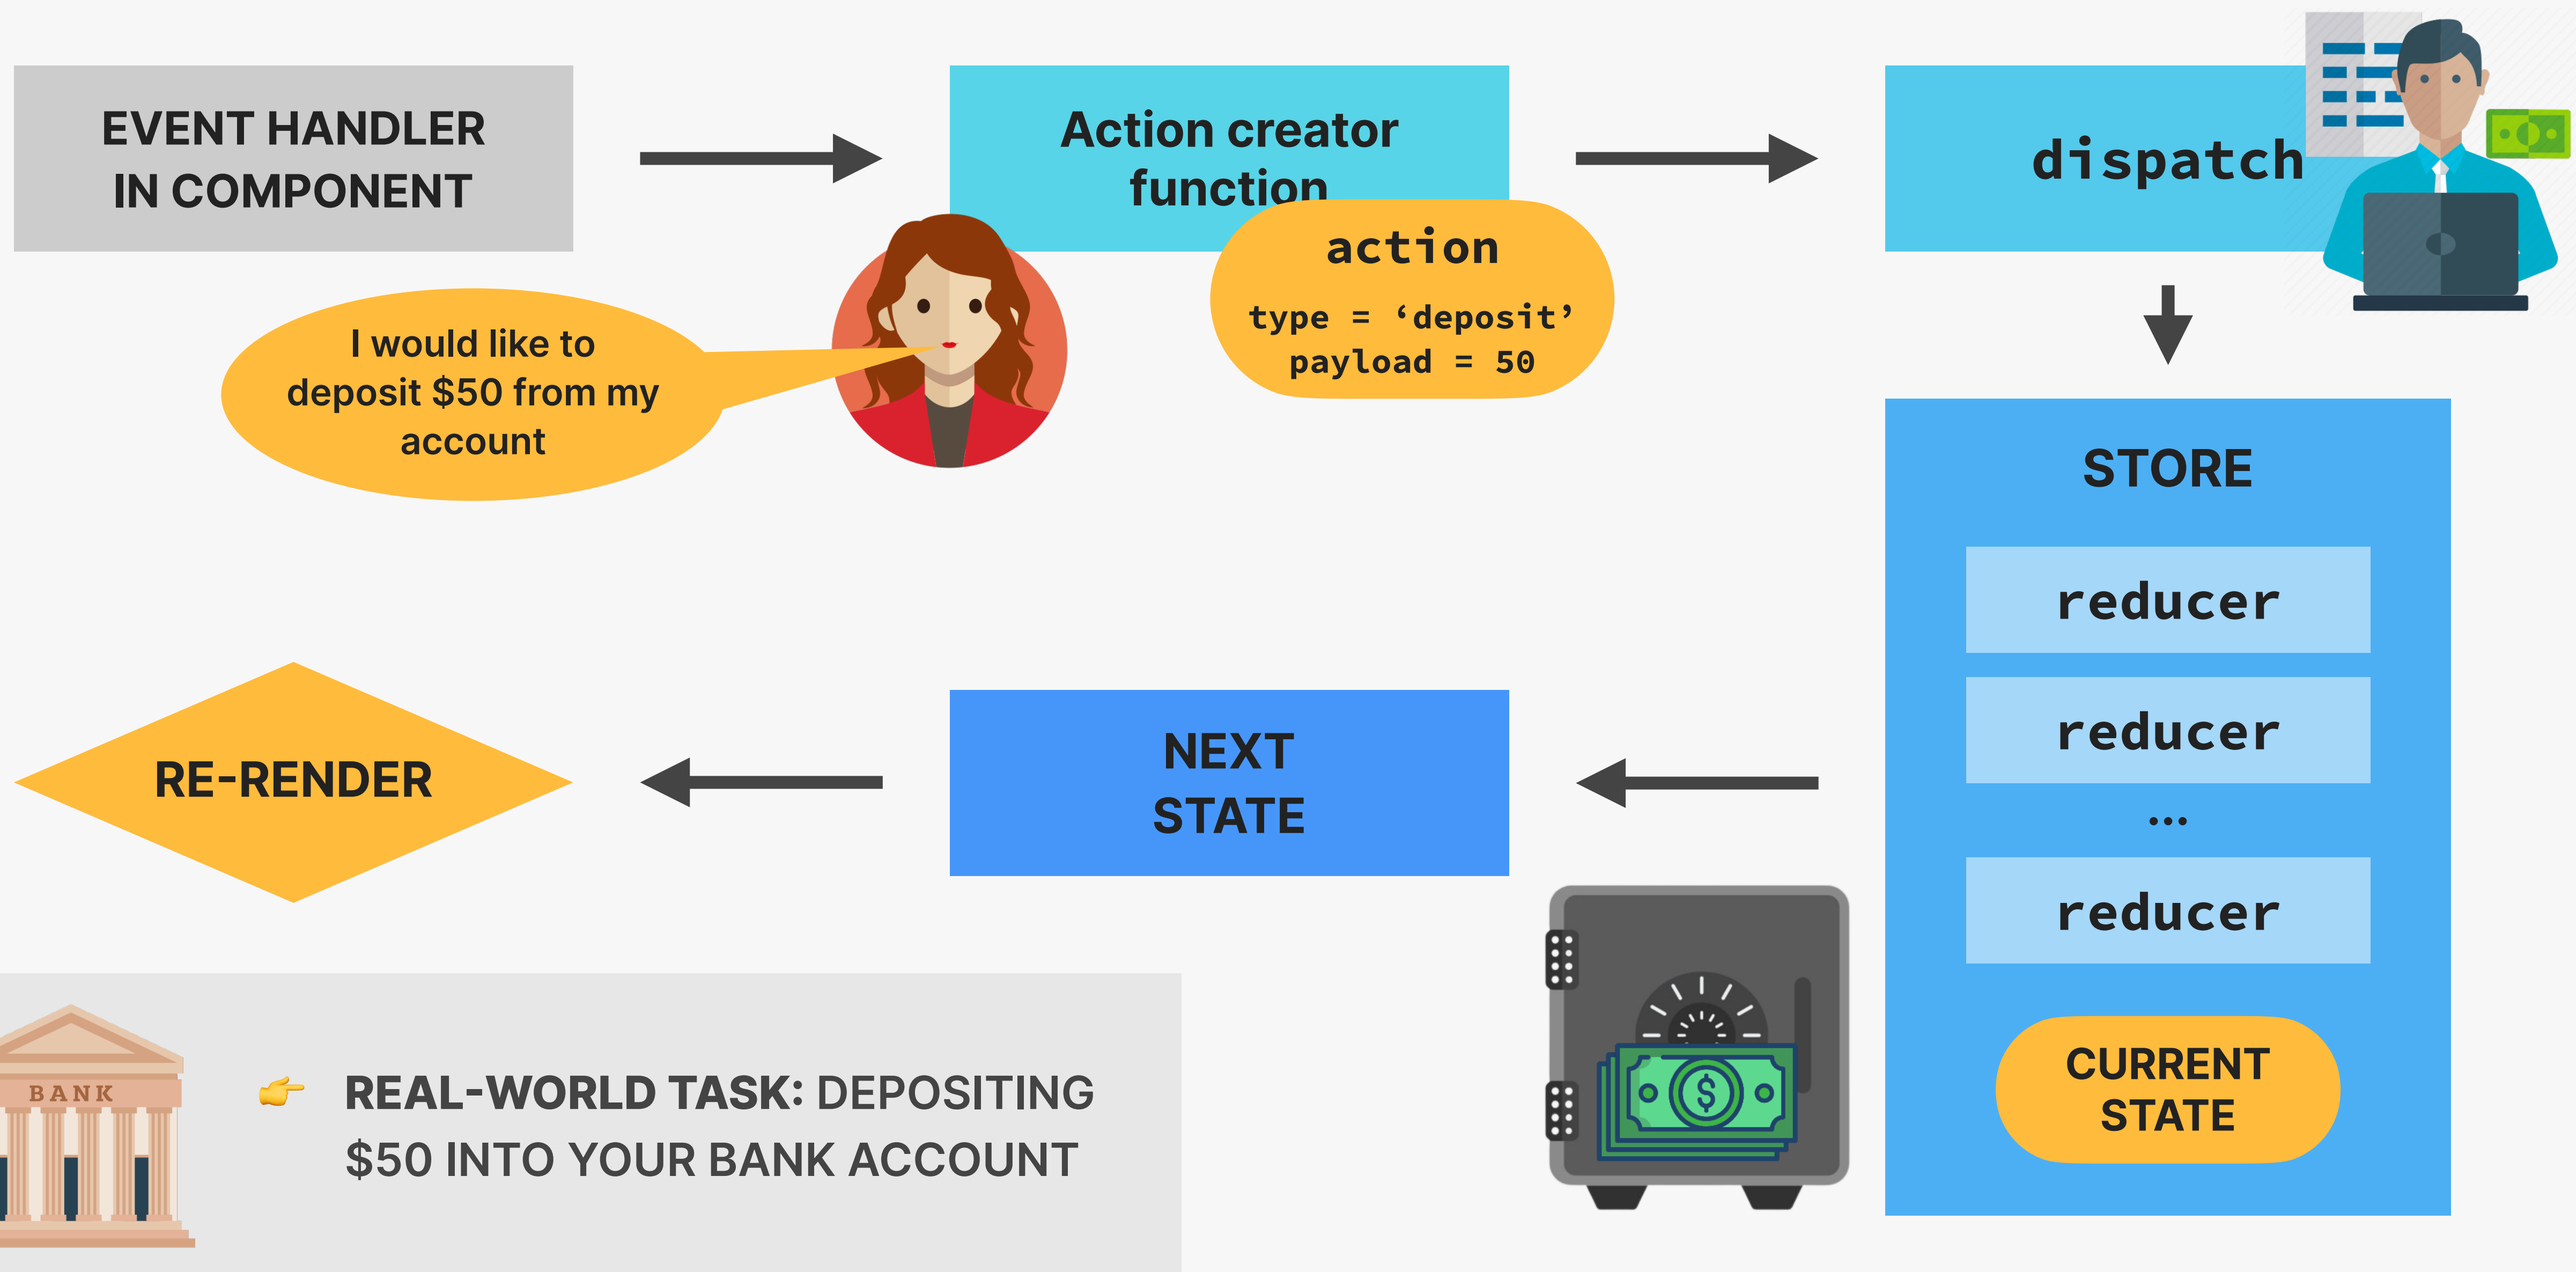 EVENT HANDLER
IN COMPONENT
Action creator
function
dispatch
action
type = ‘deposit’
payload = 50
I would like to
deposit $50 from my
account
STORE
reducer
reducer
...
reducer
CURRENT
STATE
NEXT
STATE
RE-RENDER
BANK
👉 REAL-WORLD TASK: DEPOSITING
$50 INTO YOUR BANK ACCOUNT
$